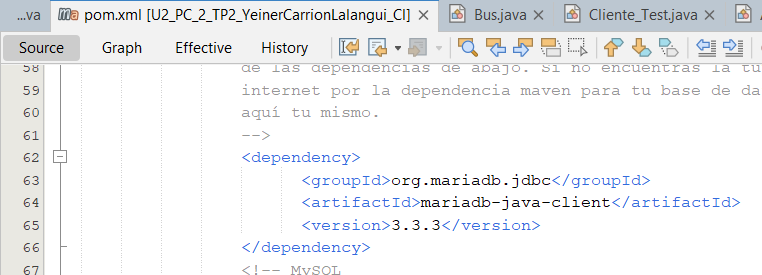 ...va pom.xml [U2_PC_2_TP2_YeinerCarrionLalangui_Cl] Bus.java Cliente_Test.java
Source Graph Effective History
58 de las dependencias de abajo. Si no encuentras la tu
59 internet por la dependencia maven para tu base de da
60 aquí tu mismo.
61 -->
62 <dependency>
63 <groupId>org.mariadb.jdbc</groupId>
64 <artifactId>mariadb-java-client</artifactId>
65 <version>3.3.3</version>
66 </dependency>
67 <!-- MySQL